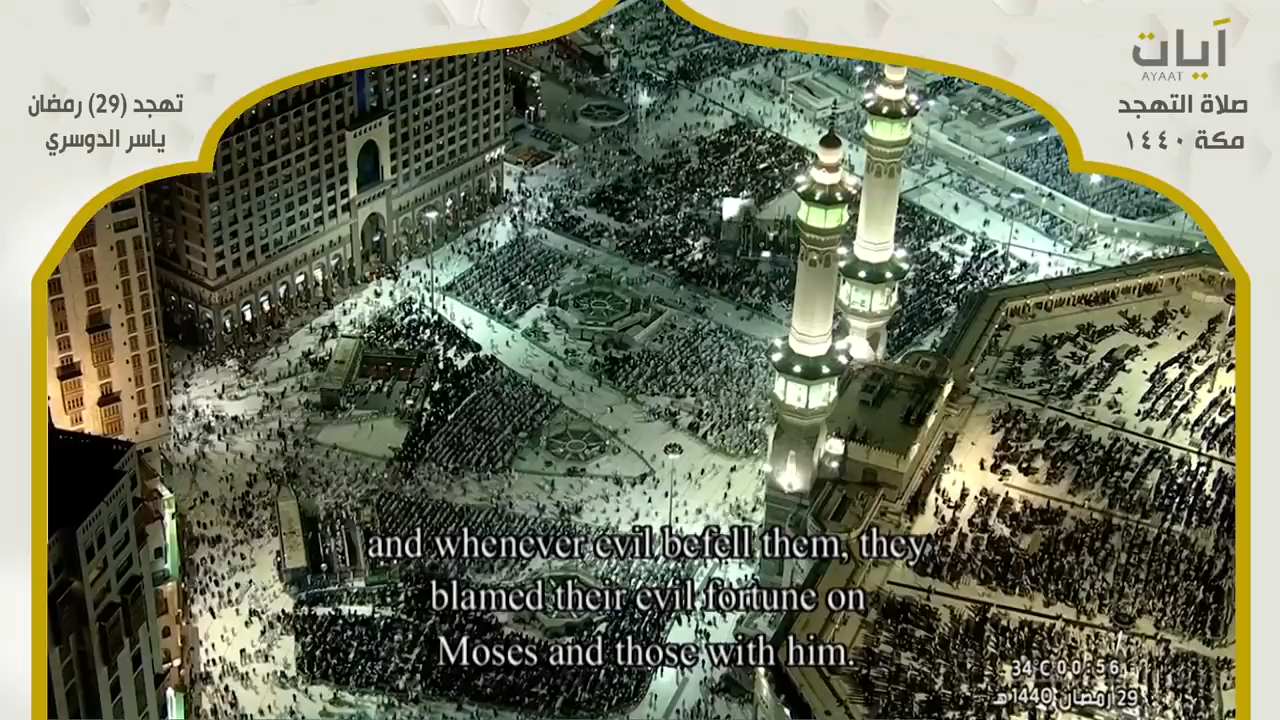 آيات
AYAAT
صلاة التهجد
مكة ١٤٤٠
تهجد (29) رمضان
ياسر الدوسري
and whenever evil befell them, they
blamed their evil fortune on
Moses and those with him.
34°C 00:56
29 رمضان 1440هـ